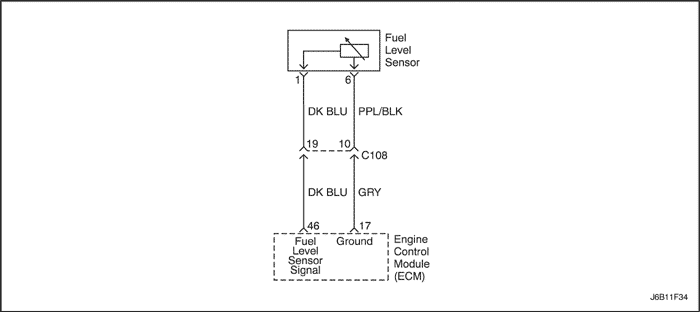 Fuel
Level
Sensor
1 6
DK BLU PPL/BLK
19 10
C108
DK BLU GRY
46 17
Fuel
Level
Sensor
Signal
Ground
Engine
Control
Module
(ECM)
J6B11F34